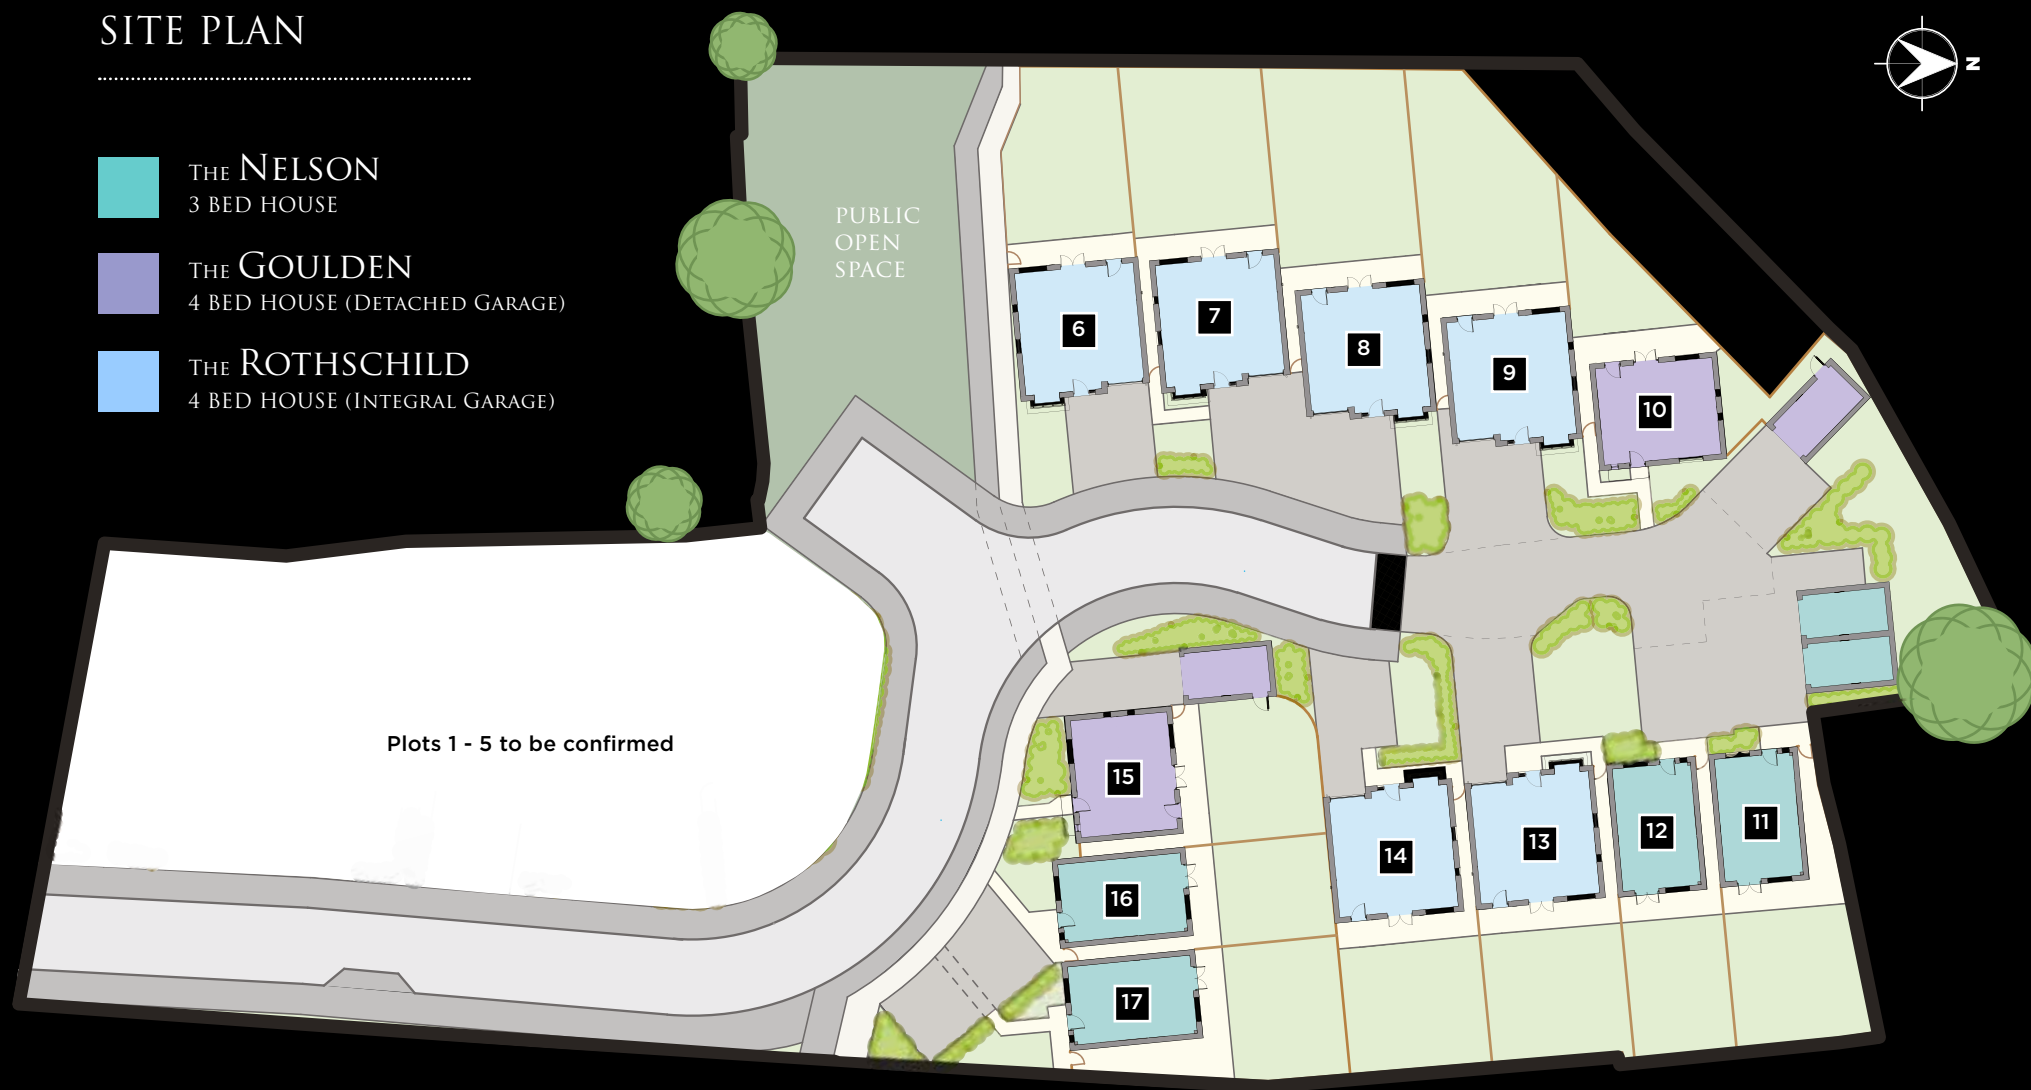 SITE PLAN
The Nelson
3 BED HOUSE
The Goulden
4 BED HOUSE (Detached Garage)
The Rothschild
4 BED HOUSE (Integral Garage)
N
PUBLIC
OPEN
SPACE
6
7
8
9
10
Plots 1 - 5 to be confirmed
15
14
13
12
11
16
17